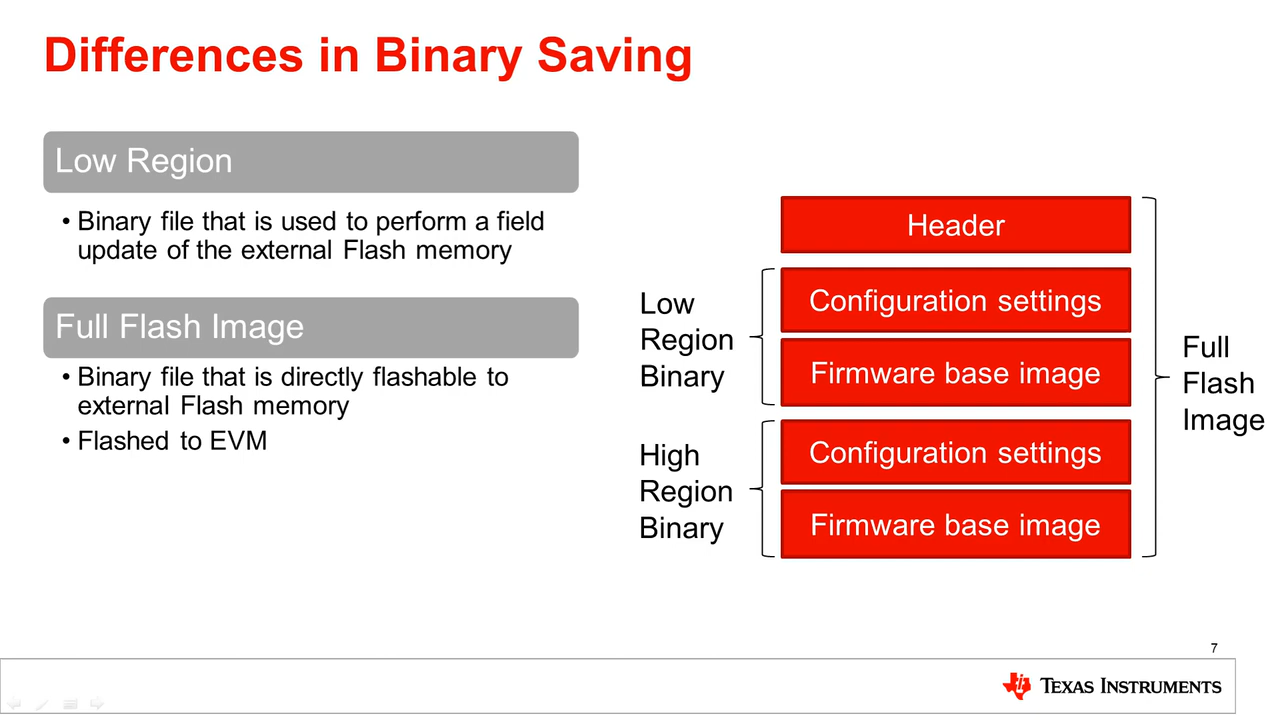 Differences in Binary Saving
Low Region
• Binary file that is used to perform a field
update of the external Flash memory
Full Flash Image
• Binary file that is directly flashable to
external Flash memory
• Flashed to EVM
Header
Low
Region
Binary
Configuration settings
Firmware base image
High
Region
Binary
Configuration settings
Firmware base image
Full
Flash
Image
7
TEXAS INSTRUMENTS